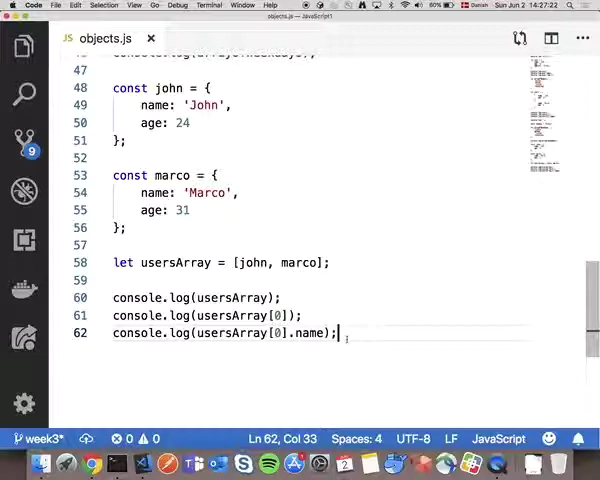 Code File Edit Selection View Go Debug Terminal Window Help 60% Danish Sun Jun 2 14:27:22
objects.js — JavaScript1
JS objects.js
47
48 const john = {
49 name: 'John',
50 age: 24
51 };
52
53 const marco = {
54 name: 'Marco',
55 age: 31
56 };
57
58 let usersArray = [john, marco];
59
60 console.log(usersArray);
61 console.log(usersArray[0]);
62 console.log(usersArray[0].name);
9
week3* 0 0 Ln 62, Col 33 Spaces: 4 UTF-8 LF JavaScript